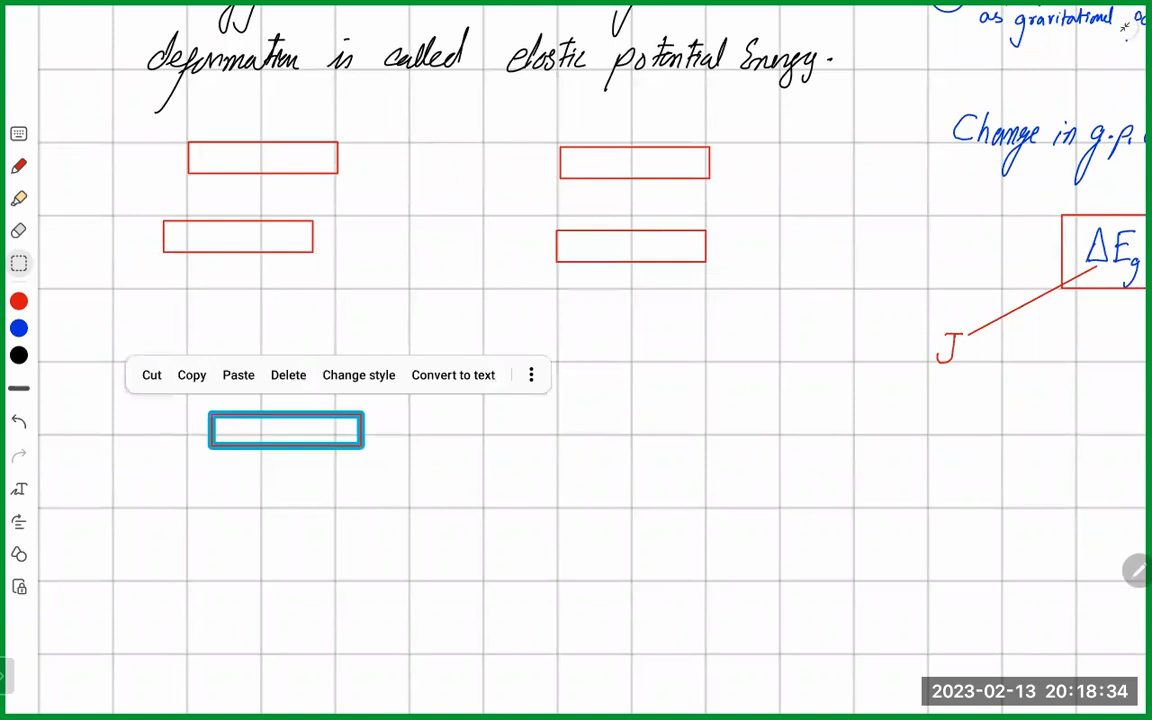 deformation is called elastic potential Energy.
as gravitational
Change in g.p.
ΔEg
J
Cut Copy Paste Delete Change style Convert to text
2023-02-13 20:18:34